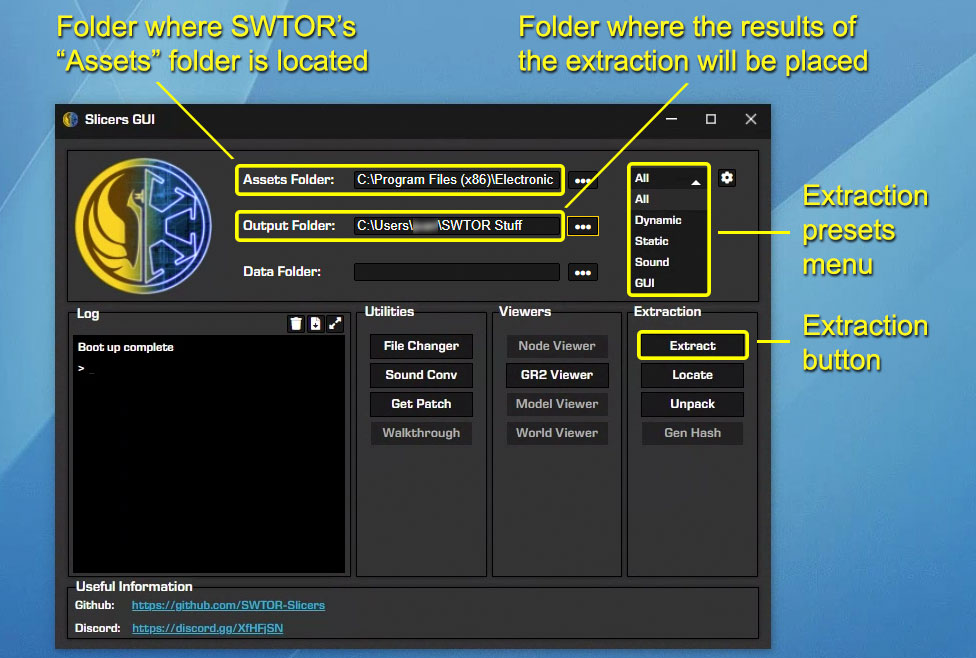 Folder where SWTOR’s
“Assets” folder is located
Folder where the results of
the extraction will be placed
Slicers GUI
Assets Folder: C:\Program Files (x86)\Electronic
Output Folder: C:\Users\ \SWTOR Stuff
Data Folder:
All
All
Dynamic
Static
Sound
GUI
Extraction
presets
menu
Log
Boot up complete
> _
Utilities
File Changer
Sound Conv
Get Patch
Walkthrough
Viewers
Node Viewer
GR2 Viewer
Model Viewer
World Viewer
Extraction
Extract
Locate
Unpack
Gen Hash
Extraction
button
Useful Information
Github: https://github.com/SWTOR-Slicers
Discord: https://discord.gg/XfHFjSN